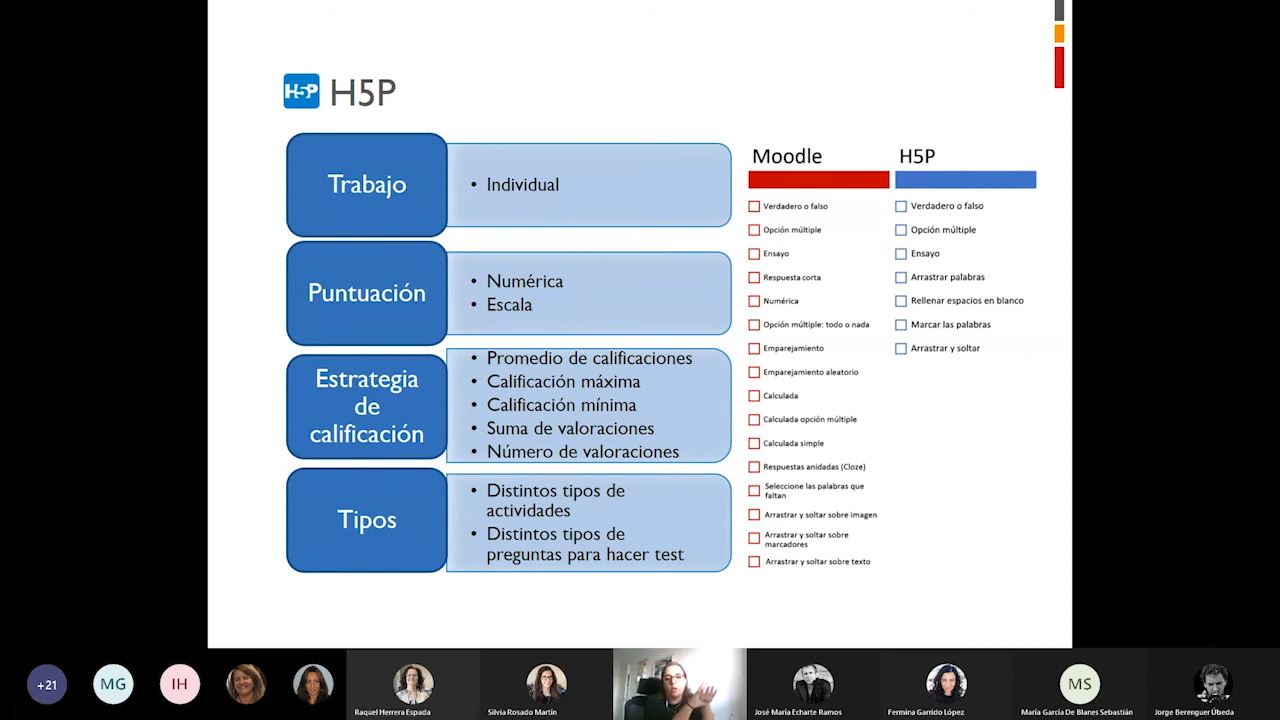 H5P H5P
Trabajo
• Individual
Puntuación
• Numérica
• Escala
Estrategia
de
calificación
• Promedio de calificaciones
• Calificación máxima
• Calificación mínima
• Suma de valoraciones
• Número de valoraciones
Tipos
• Distintos tipos de
actividades
• Distintos tipos de
preguntas para hacer test
Moodle
Verdadero o falso
Opción múltiple
Ensayo
Respuesta corta
Numérica
Opción múltiple: todo o nada
Emparejamiento
Emparejamiento aleatorio
Calculada
Calculada opción múltiple
Calculada simple
Respuestas anidadas (Cloze)
Seleccione las palabras que
faltan
Arrastrar y soltar sobre imagen
Arrastrar y soltar sobre
marcadores
Arrastrar y soltar sobre texto
H5P
Verdadero o falso
Opción múltiple
Ensayo
Arrastrar palabras
Rellenar espacios en blanco
Marcar las palabras
Arrastrar y soltar
+21
MG
IH
Raquel Herrera Espada
Silvia Rosado Martín
José María Echarte Ramos
Fermina Garrido López
MS
María García De Blanes Sebastián
Jorge Berenguer Úbeda